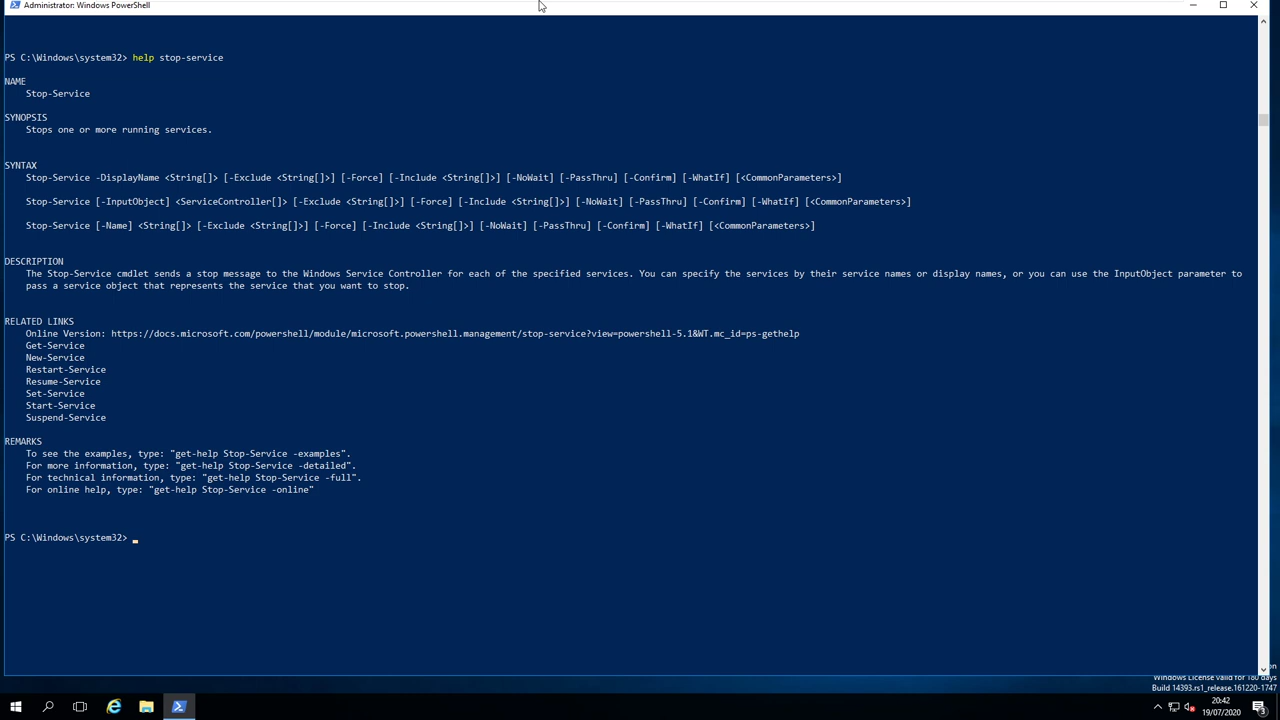 Administrator: Windows PowerShell
PS C:\Windows\system32> help stop-service
NAME
Stop-Service
SYNOPSIS
Stops one or more running services.
SYNTAX
Stop-Service -DisplayName <String[]> [-Exclude <String[]>] [-Force] [-Include <String[]>] [-NoWait] [-PassThru] [-Confirm] [-WhatIf] [<CommonParameters>]
Stop-Service [-InputObject] <ServiceController[]> [-Exclude <String[]>] [-Force] [-Include <String[]>] [-NoWait] [-PassThru] [-Confirm] [-WhatIf] [<CommonParameters>]
Stop-Service [-Name] <String[]> [-Exclude <String[]>] [-Force] [-Include <String[]>] [-NoWait] [-PassThru] [-Confirm] [-WhatIf] [<CommonParameters>]
DESCRIPTION
The Stop-Service cmdlet sends a stop message to the Windows Service Controller for each of the specified services. You can specify the services by their service names or display names, or you can use the InputObject parameter to
pass a service object that represents the service that you want to stop.
RELATED LINKS
Online Version: https://docs.microsoft.com/powershell/module/microsoft.powershell.management/stop-service?view=powershell-5.1&WT.mc_id=ps-gethelp
Get-Service
New-Service
Restart-Service
Resume-Service
Set-Service
Start-Service
Suspend-Service
REMARKS
To see the examples, type: "get-help Stop-Service -examples".
For more information, type: "get-help Stop-Service -detailed".
For technical information, type: "get-help Stop-Service -full".
For online help, type: "get-help Stop-Service -online"
PS C:\Windows\system32>
on
Windows License valid for 180 days
Build 14393.rs1_release.161220-1747
20:42
19/07/2020
3